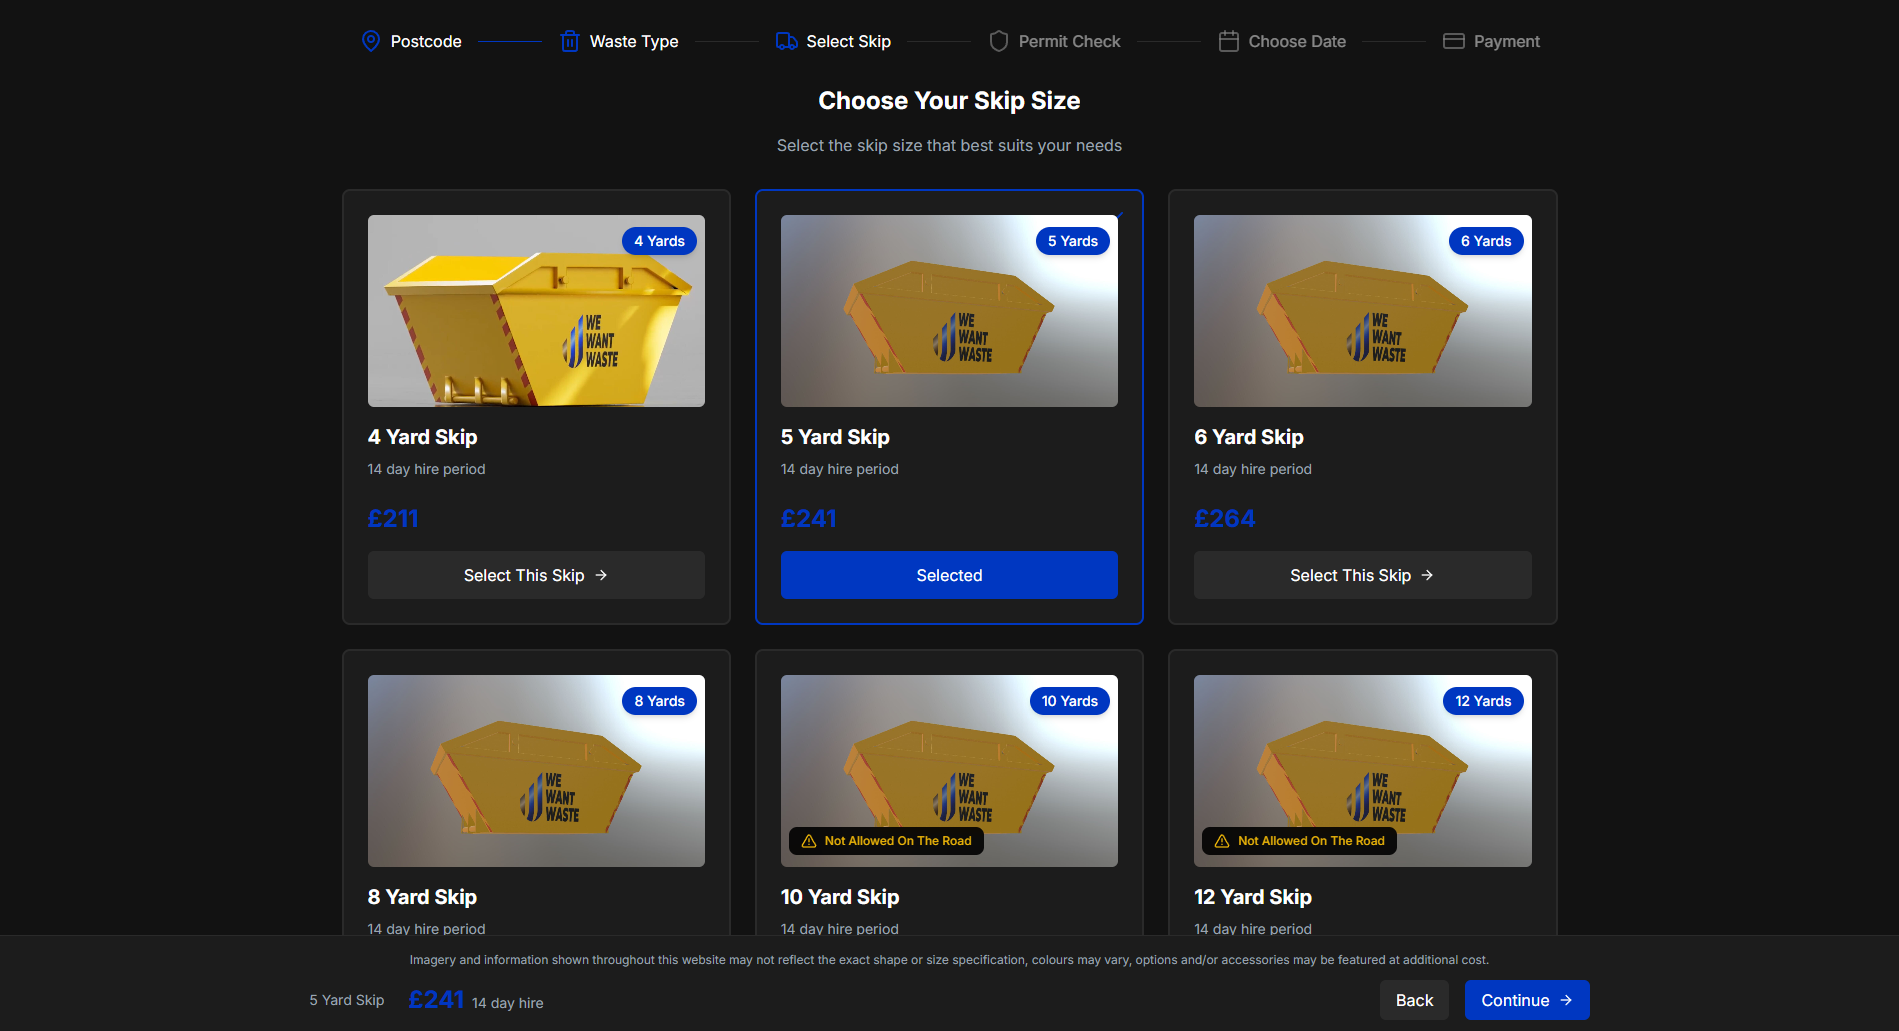 Postcode
Waste Type
Select Skip
Permit Check
Choose Date
Payment
Choose Your Skip Size
Select the skip size that best suits your needs
4 Yards
WE
WANT
WASTE
4 Yard Skip
14 day hire period
£211
Select This Skip →
5 Yards
WE
WANT
WASTE
5 Yard Skip
14 day hire period
£241
Selected
6 Yards
WE
WANT
WASTE
6 Yard Skip
14 day hire period
£264
Select This Skip →
8 Yards
WE
WANT
WASTE
8 Yard Skip
14 day hire period
10 Yards
WE
WANT
WASTE
Not Allowed On The Road
10 Yard Skip
14 day hire period
12 Yards
WE
WANT
WASTE
Not Allowed On The Road
12 Yard Skip
14 day hire period
Imagery and information shown throughout this website may not reflect the exact shape or size specification, colours may vary, options and/or accessories may be featured at additional cost.
5 Yard Skip £241 14 day hire
Back
Continue →